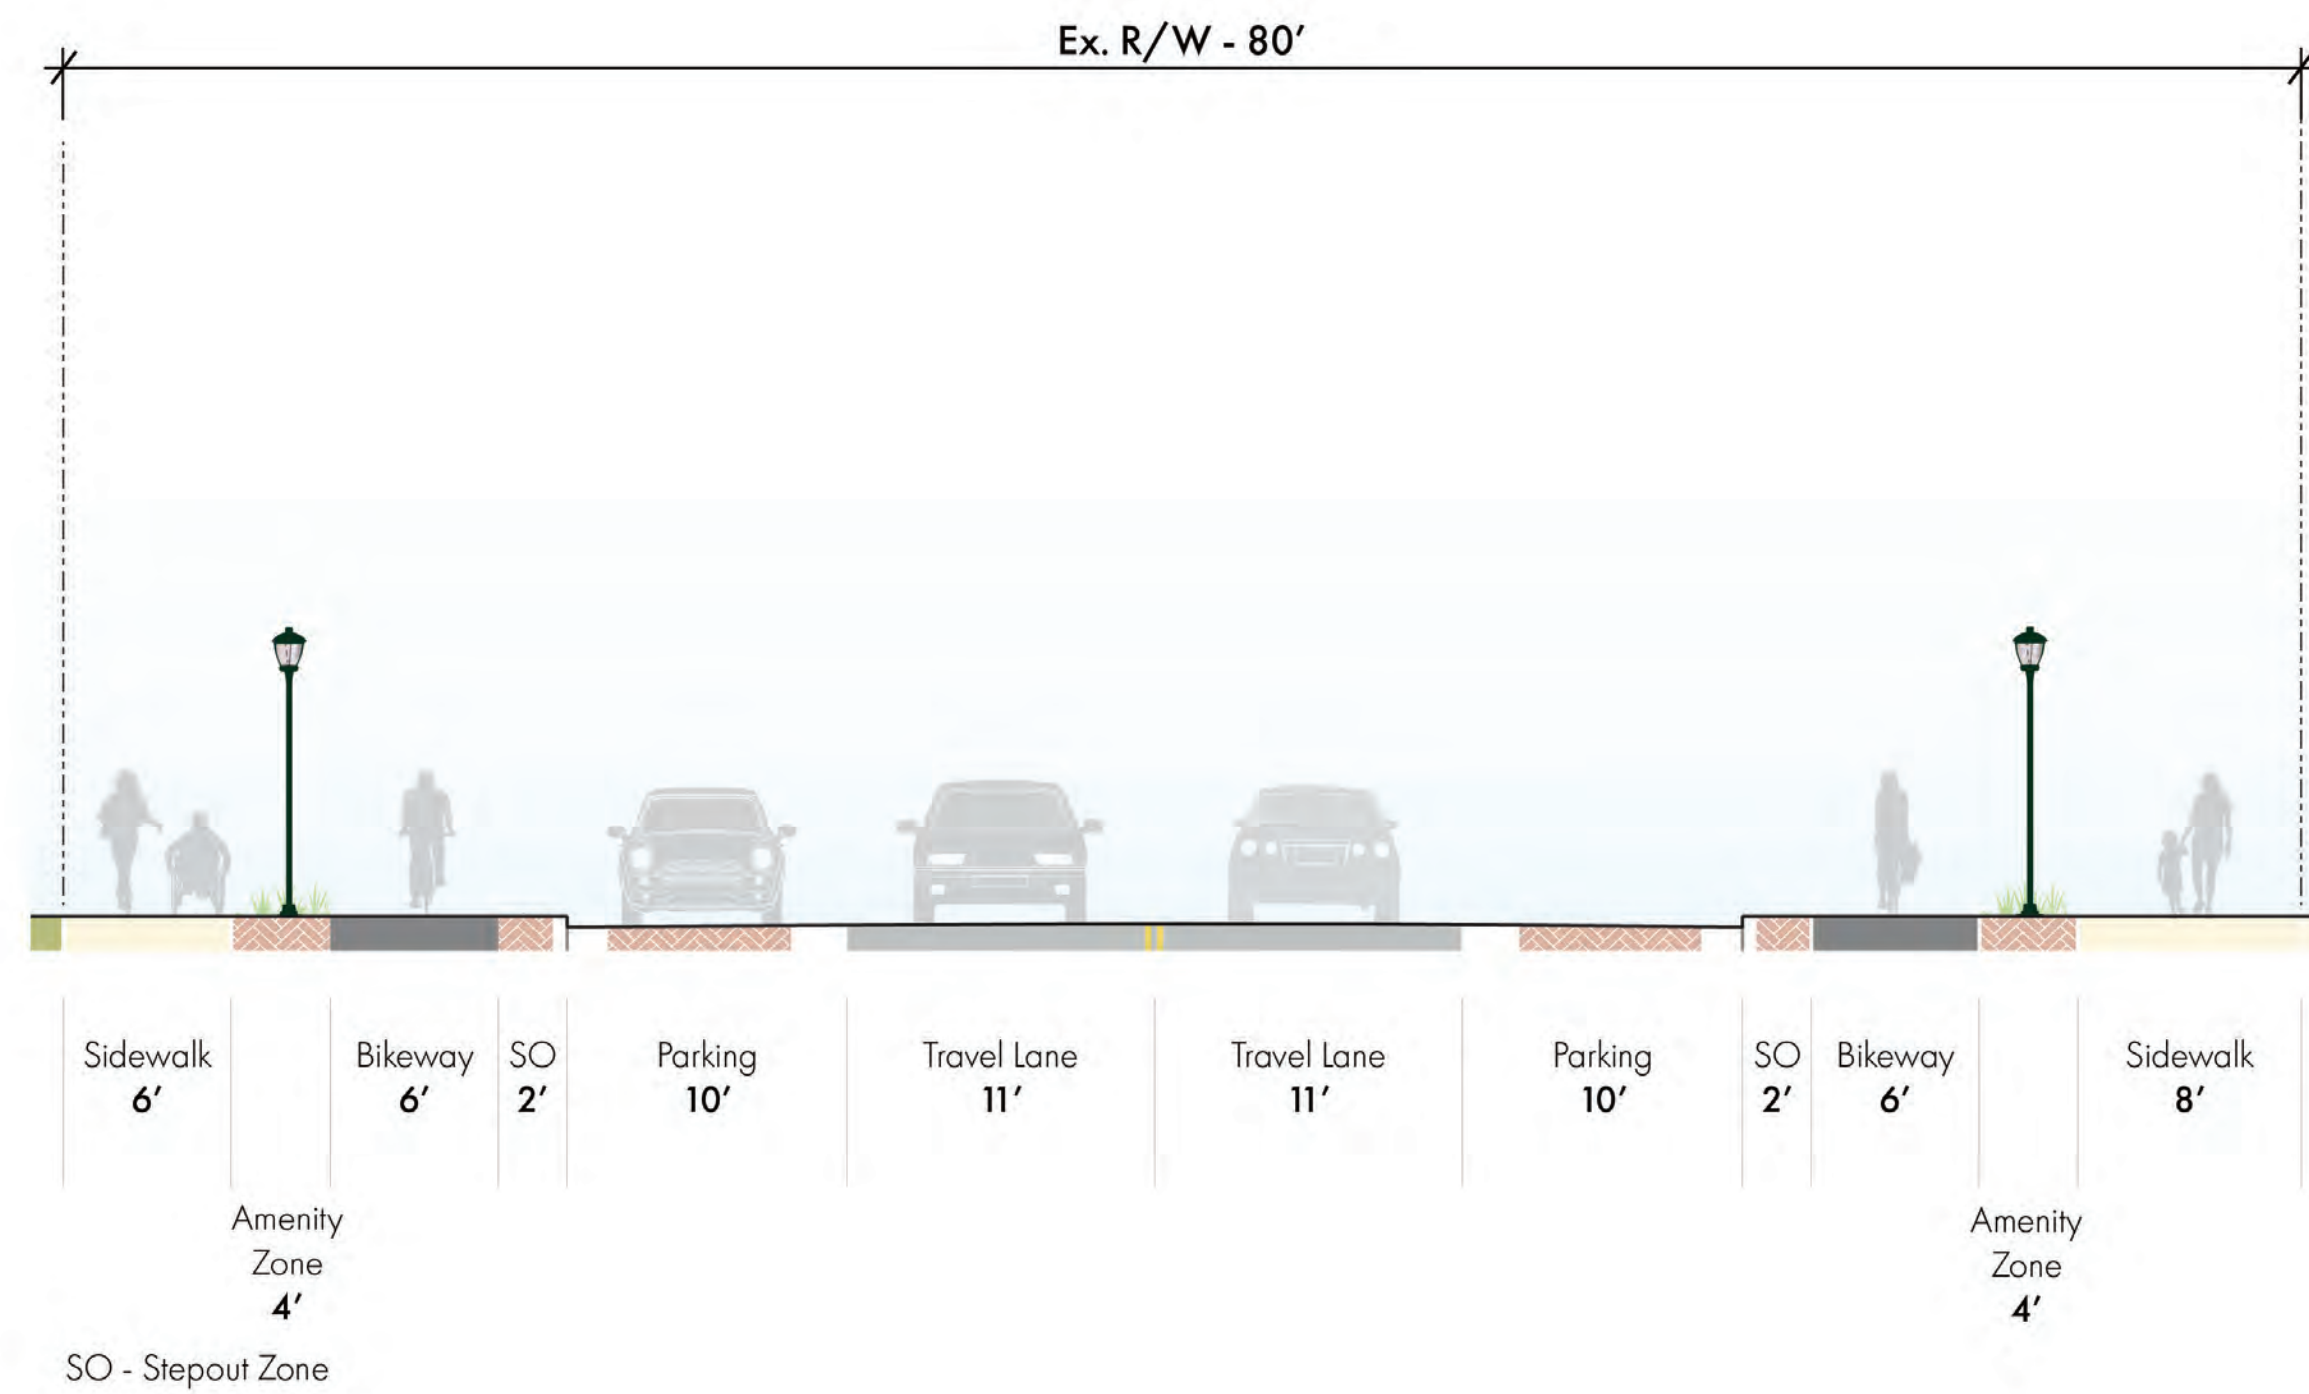 Ex. R/W - 80′
Sidewalk
6′
Amenity
Zone
4′
Bikeway
6′
SO
2′
Parking
10′
Travel Lane
11′
Travel Lane
11′
Parking
10′
SO
2′
Bikeway
6′
Amenity
Zone
4′
Sidewalk
8′
SO - Stepout Zone